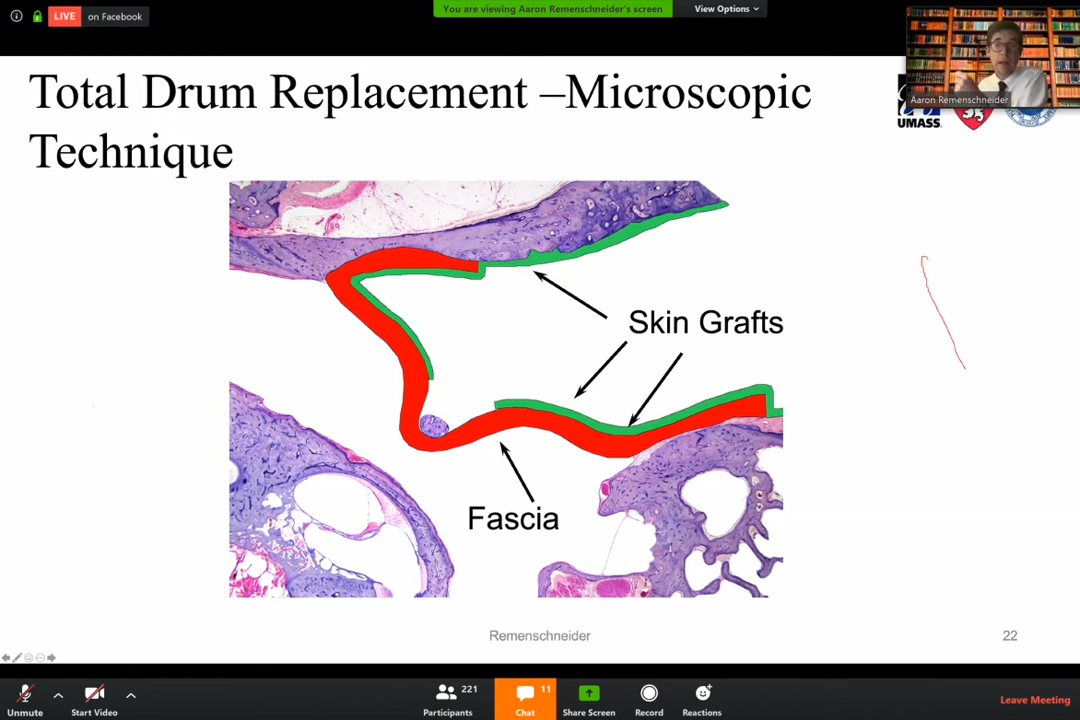 LIVE on Facebook
You are viewing Aaron Remenschneider's screen
View Options
Aaron Remenschneider
UMASS
Total Drum Replacement –Microscopic
Technique
Skin Grafts
Fascia
Remenschneider
22
Unmute
Start Video
221
Participants
11
Chat
Share Screen
Record
Reactions
Leave Meeting